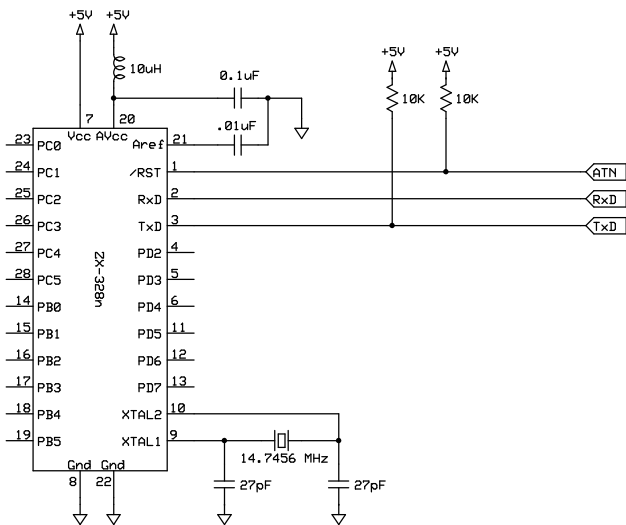 +5V +5V
10uH
+5V +5V
10K 10K
0.1uF
.01uF
7 20
Vcc AVcc
23 PC0 Aref 21
24 PC1 /RST 1 ATN
25 PC2 RxD 2 RxD
26 PC3 TxD 3 TxD
27 PC4 PD2 4
28 PC5 PD3 5
ZX-328n
14 PB0 PD4 6
15 PB1 PD5 11
16 PB2 PD6 12
17 PB3 PD7 13
18 PB4 XTAL2 10
19 PB5 XTAL1 9
Gnd Gnd
8 22
14.7456 MHz
27pF 27pF